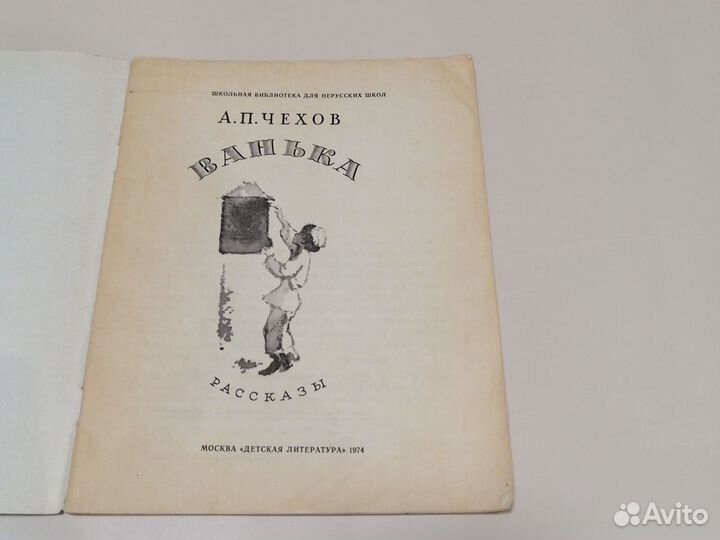 ШКОЛЬНАЯ БИБЛИОТЕКА ДЛЯ НЕРУССКИХ ШКОЛ
А.П.ЧЕХОВ
ВАНЬКА
РАССКАЗЫ
МОСКВА «ДЕТСКАЯ ЛИТЕРАТУРА» 1974
Avito